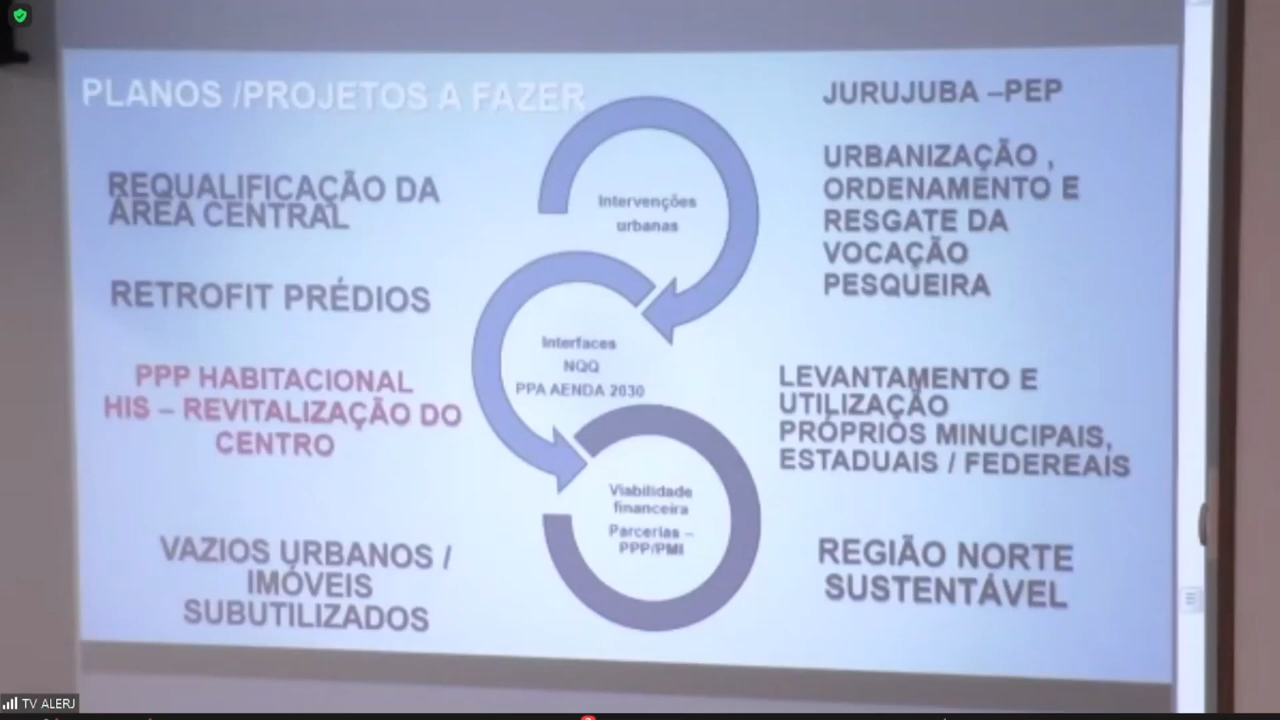 PLANOS /PROJETOS A FAZER
REQUALIFICAÇÃO DA
ÁREA CENTRAL
RETROFIT PRÉDIOS
PPP HABITACIONAL
HIS – REVITALIZAÇÃO DO
CENTRO
VAZIOS URBANOS /
IMÓVEIS
SUBUTILIZADOS
Intervenções
urbanas
Interfaces
NQQ
PPA AENDA 2030
Viabilidade
financeira
Parcerias –
PPP/PMI
JURUJUBA –PEP
URBANIZAÇÃO ,
ORDENAMENTO E
RESGATE DA
VOCAÇÃO
PESQUEIRA
LEVANTAMENTO E
UTILIZAÇÃO
PRÓPRIOS MINUCIPAIS,
ESTADUAIS / FEDEREAIS
REGIÃO NORTE
SUSTENTÁVEL
TV ALERJ